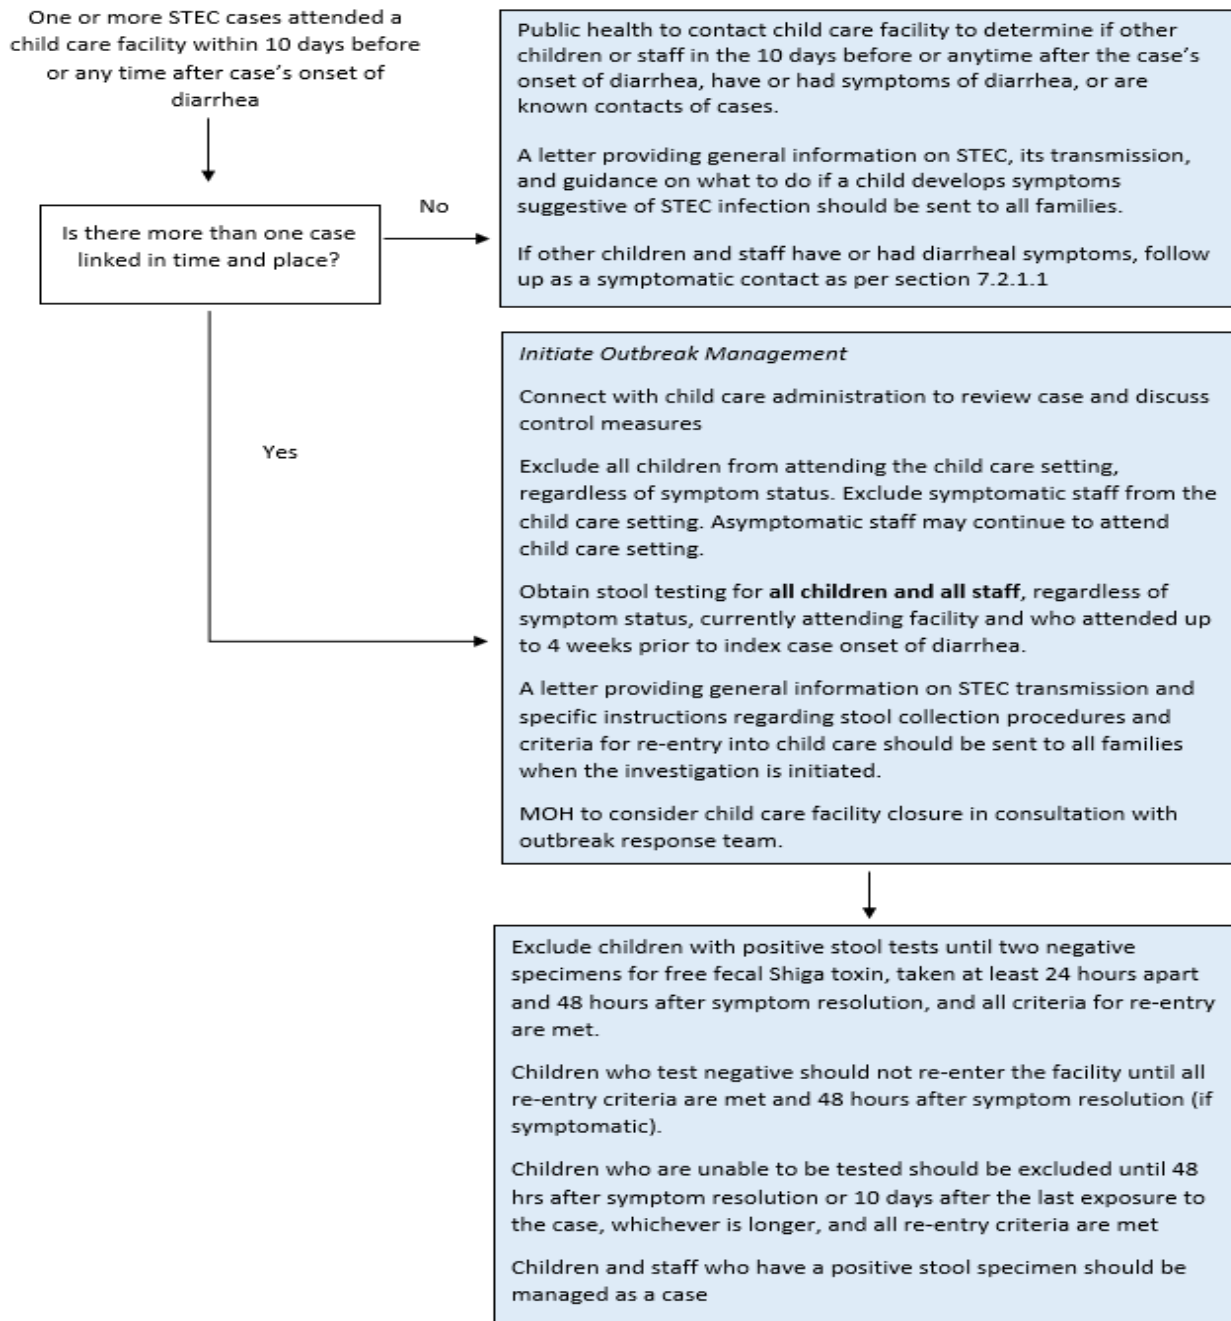 One or more STEC cases attended a
child care facility within 10 days before
or any time after case's onset of
diarrhea
Public health to contact child care facility to determine if other
children or staff in the 10 days before or anytime after the case's
onset of diarrhea, have or had symptoms of diarrhea, or are
known contacts of cases.
A letter providing general information on STEC, its transmission,
and guidance on what to do if a child develops symptoms
suggestive of STEC infection should be sent to all families.
If other children and staff have or had diarrheal symptoms, follow
up as a symptomatic contact as per section 7.2.1.1
No
Is there more than one case
linked in time and place?
Yes
Initiate Outbreak Management
Connect with child care administration to review case and discuss
control measures
Exclude all children from attending the child care setting,
regardless of symptom status. Exclude symptomatic staff from the
child care setting. Asymptomatic staff may continue to attend
child care setting.
Obtain stool testing for all children and all staff, regardless of
symptom status, currently attending facility and who attended up
to 4 weeks prior to index case onset of diarrhea.
A letter providing general information on STEC transmission and
specific instructions regarding stool collection procedures and
criteria for re-entry into child care should be sent to all families
when the investigation is initiated.
MOH to consider child care facility closure in consultation with
outbreak response team.
Exclude children with positive stool tests until two negative
specimens for free fecal Shiga toxin, taken at least 24 hours apart
and 48 hours after symptom resolution, and all criteria for re-entry
are met.
Children who test negative should not re-enter the facility until all
re-entry criteria are met and 48 hours after symptom resolution (if
symptomatic).
Children who are unable to be tested should be excluded until 48
hrs after symptom resolution or 10 days after the last exposure to
the case, whichever is longer, and all re-entry criteria are met
Children and staff who have a positive stool specimen should be
managed as a case